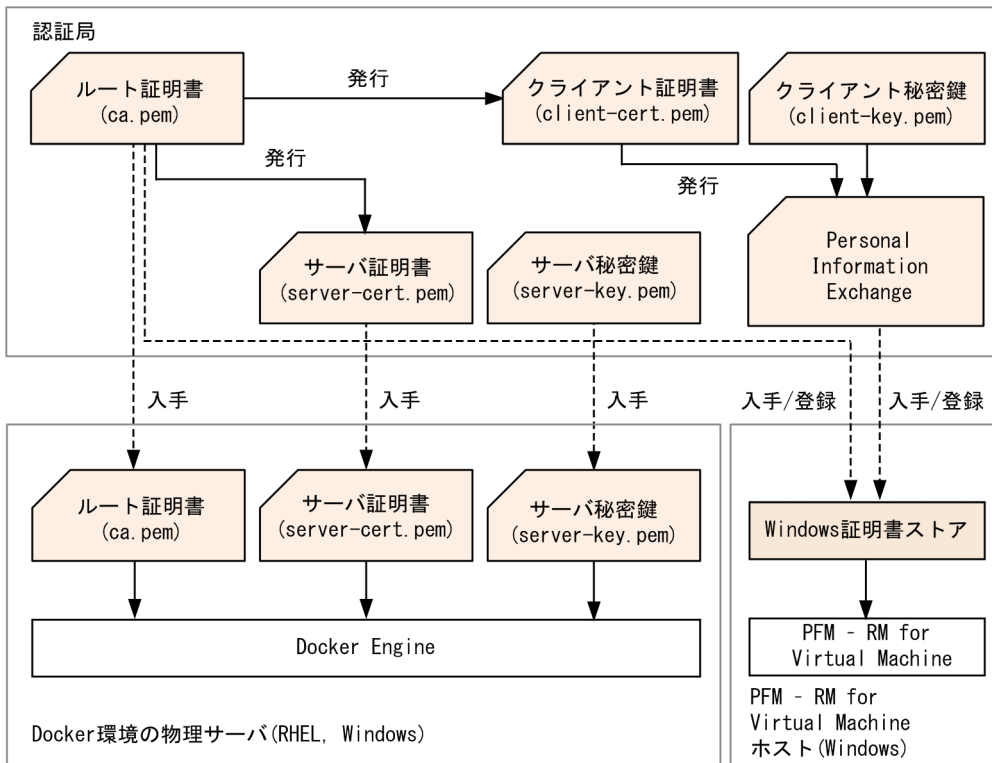 認証局
ルート証明書
(ca.pem)
発行
クライアント証明書
(client-cert.pem)
クライアント秘密鍵
(client-key.pem)
発行
発行
サーバ証明書
(server-cert.pem)
サーバ秘密鍵
(server-key.pem)
Personal
Information
Exchange
入手
入手
入手
入手/登録
入手/登録
ルート証明書
(ca.pem)
サーバ証明書
(server-cert.pem)
サーバ秘密鍵
(server-key.pem)
Windows証明書ストア
Docker Engine
PFM - RM for
Virtual Machine
Docker環境の物理サーバ(RHEL, Windows)
PFM - RM for
Virtual Machine
ホスト(Windows)